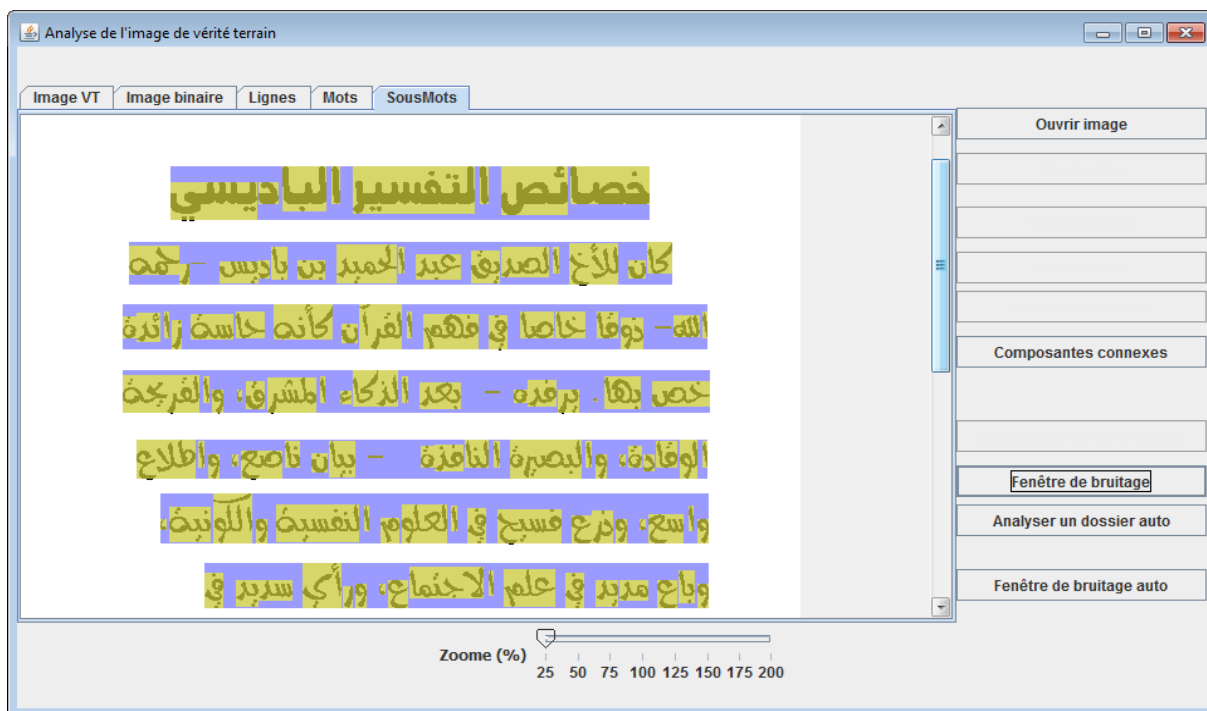 Analyse de l'image de vérité terrain
Image VT
Image binaire
Lignes
Mots
SousMots
خصائص التفسير الباديسي
كان للأخ الصديق عبد الحميد بن باديس –رحمه
الله– ذوقا خاصا في فهم القرآن كأنه حاسة زائدة
خص بها. يرفده – بعد الذكاء المشرق، والقريحة
الوقادة، والبصيرة النافذة – بيان ناصع، واطلاع
واسع، وذرع فسيح في العلوم النفسية والكونية،
وباع مديد في علم الاجتماع، ورأي سديد في
Ouvrir image
Composantes connexes
Fenêtre de bruitage
Analyser un dossier auto
Fenêtre de bruitage auto
Zoome (%)
25 50 75 100 125 150 175 200